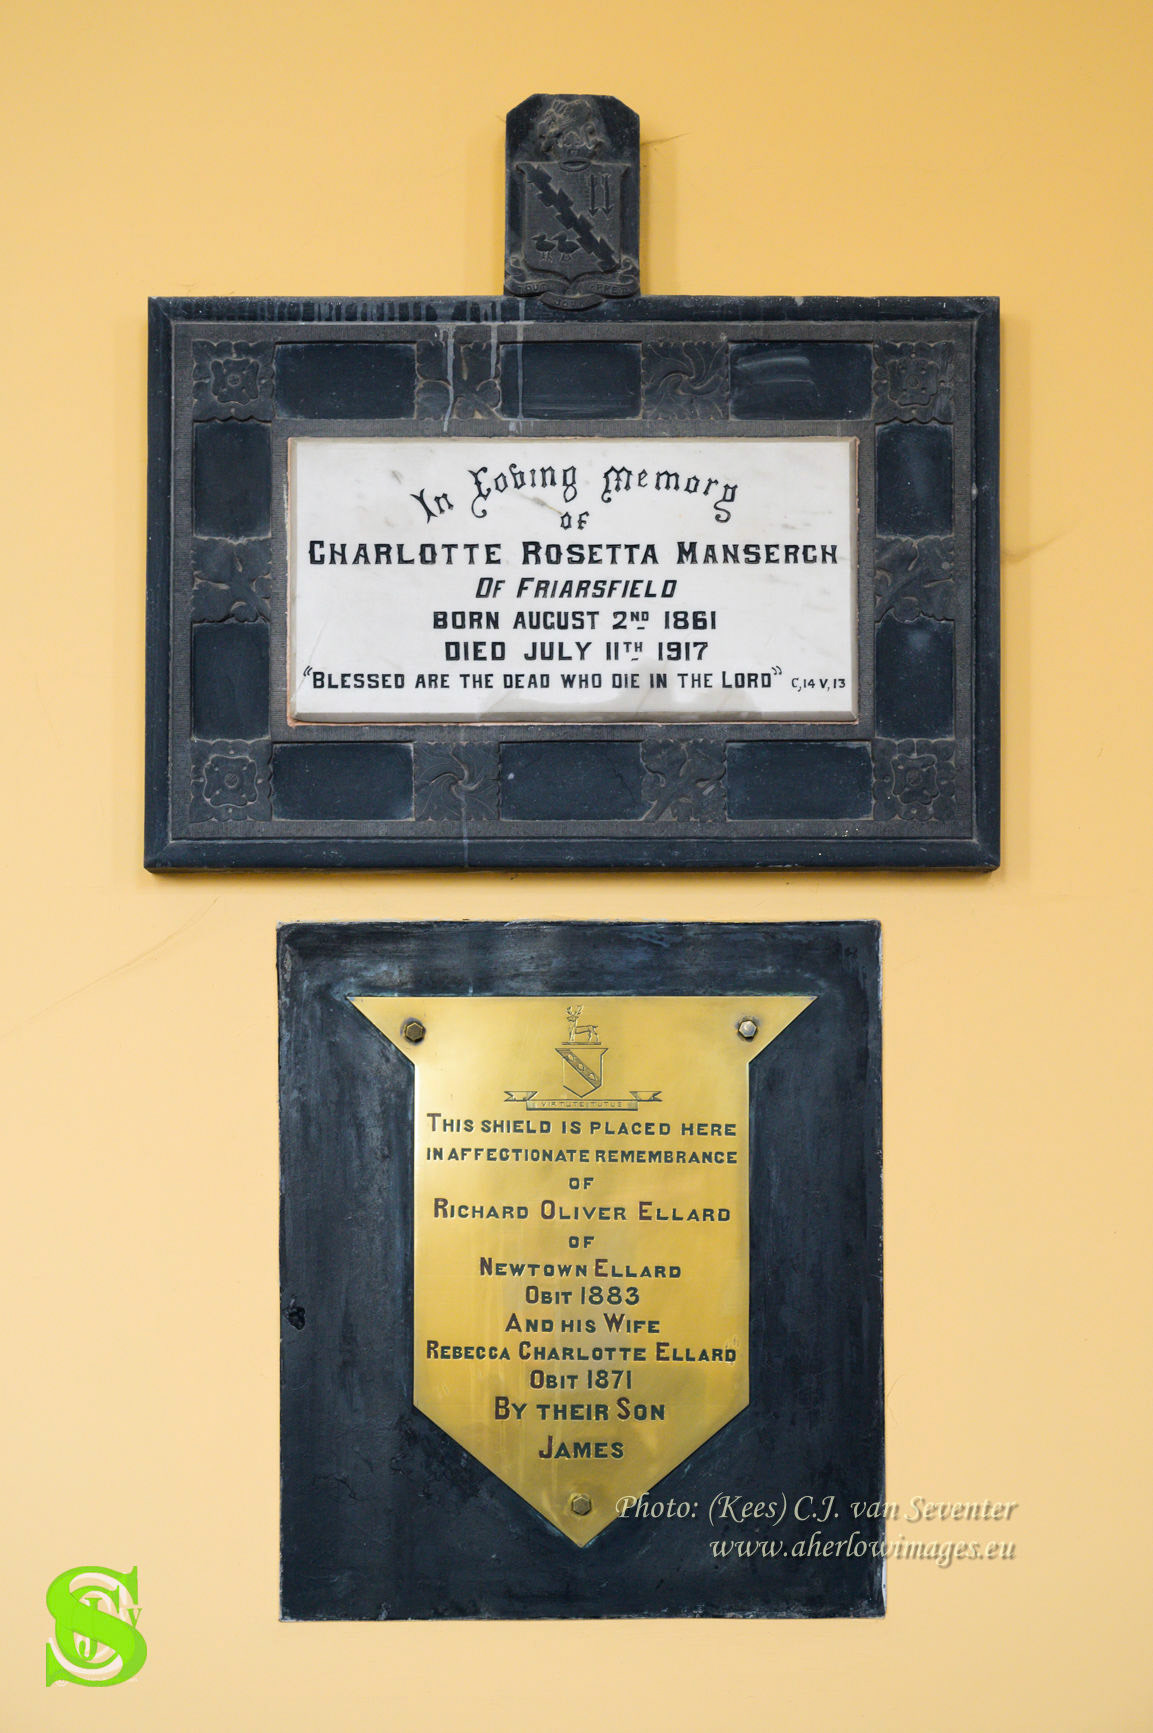 In Loving Memory
OF
CHARLOTTE ROSETTA MANSERGH
OF FRIARSFIELD
BORN AUGUST 2ND 1861
DIED JULY 11TH 1917
"BLESSED ARE THE DEAD WHO DIE IN THE LORD" C, 14 V, 13
VIRTUTE TUTUS
THIS SHIELD IS PLACED HERE
IN AFFECTIONATE REMEMBRANCE
OF
RICHARD OLIVER ELLARD
OF
NEWTOWN ELLARD
OBIT 1883
AND HIS WIFE
REBECCA CHARLOTTE ELLARD
OBIT 1871
BY THEIR SON
JAMES
Photo: (Kees) C.J. van Seventer
www.aherlowimages.eu